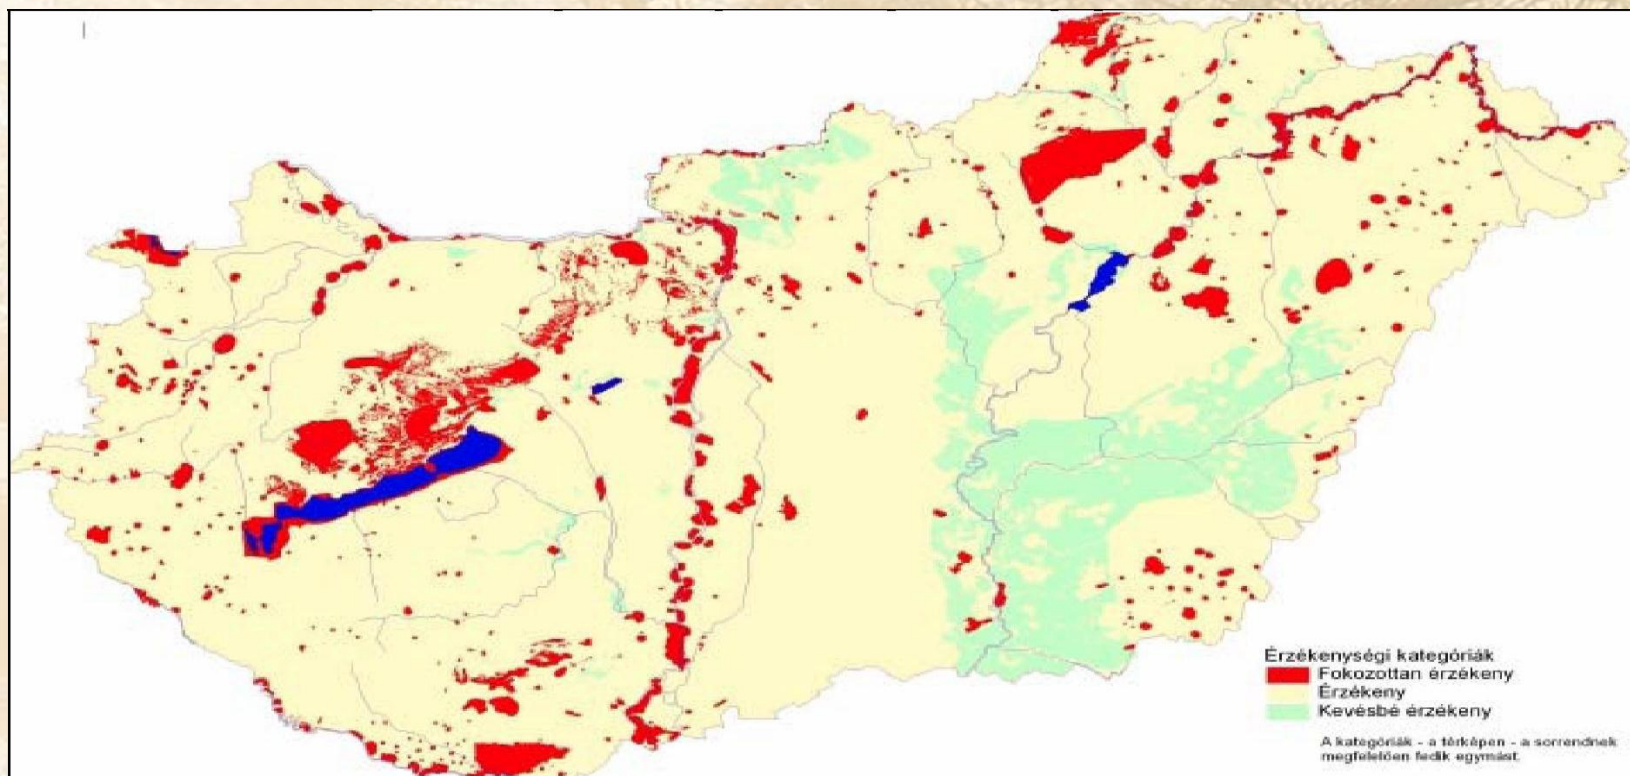 Érzékenységi kategóriák
Fokozottan érzékeny
Érzékeny
Kevésbé érzékeny
A kategóriák - a térképen - a sorrendnek
megfelelően fedik egymást.